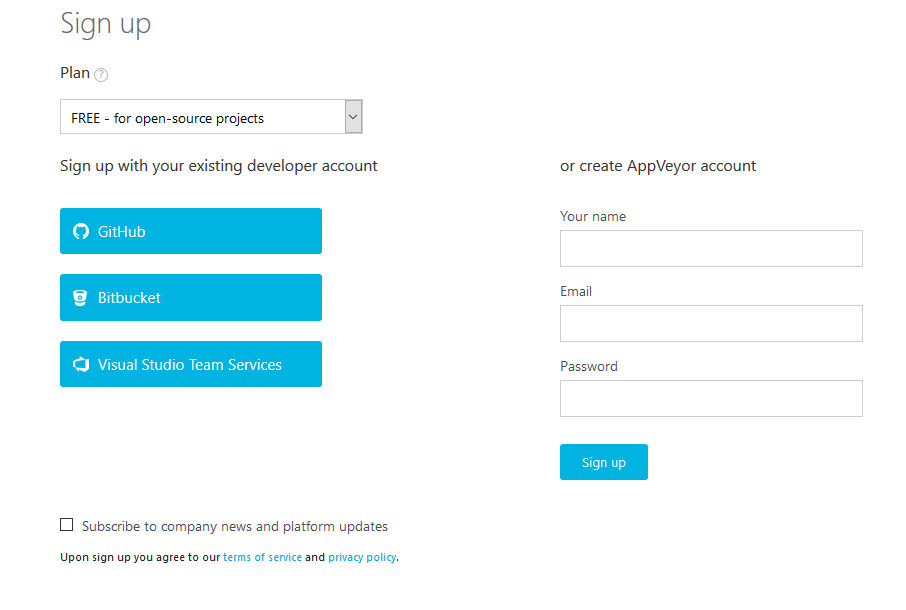 Sign up
Plan ?
FREE - for open-source projects
Sign up with your existing developer account
GitHub
Bitbucket
Visual Studio Team Services
or create AppVeyor account
Your name
Email
Password
Sign up
Subscribe to company news and platform updates
Upon sign up you agree to our terms of service and privacy policy.